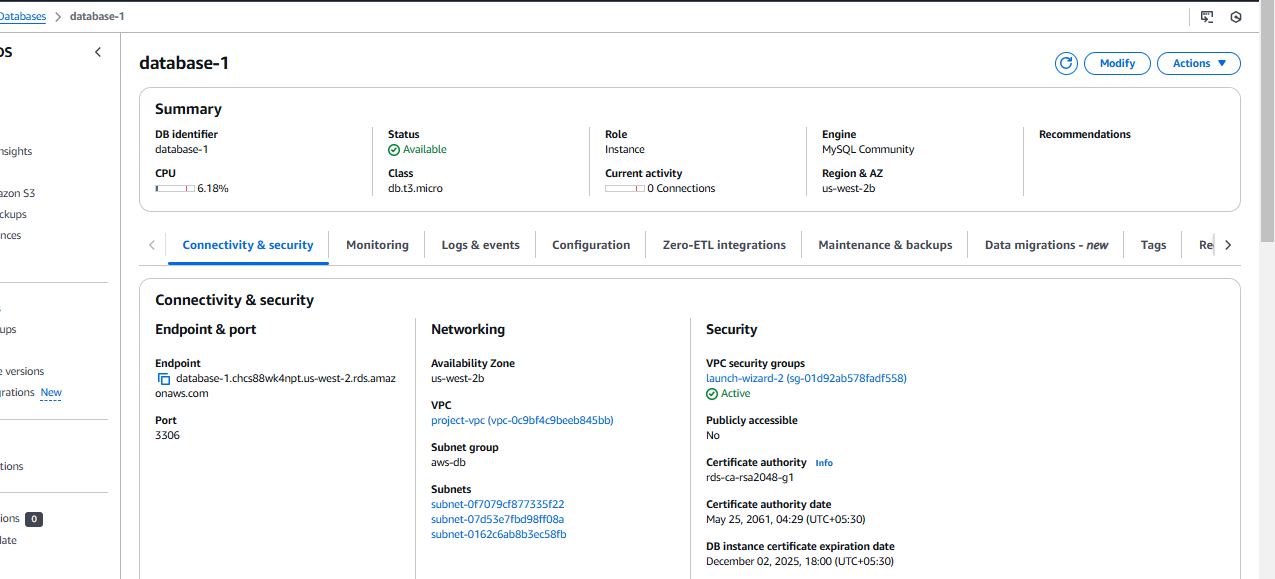 Databases > database-1
database-1
Modify
Actions
Summary
DB identifier
database-1
Status
Available
Role
Instance
Engine
MySQL Community
Recommendations
CPU
6.18%
Class
db.t3.micro
Current activity
0 Connections
Region & AZ
us-west-2b
Connectivity & security
Monitoring
Logs & events
Configuration
Zero-ETL integrations
Maintenance & backups
Data migrations - new
Tags
Re
Connectivity & security
Endpoint & port
Endpoint
database-1.chcs88wk4npt.us-west-2.rds.amaz
onaws.com
Port
3306
Networking
Availability Zone
us-west-2b
VPC
project-vpc (vpc-0c9bf4c9beeb845bb)
Subnet group
aws-db
Subnets
subnet-0f7079cf877335f22
subnet-07d53e7fbd98ff08a
subnet-0162c6ab8b3ec58fb
Security
VPC security groups
launch-wizard-2 (sg-01d92ab578fadf558)
Active
Publicly accessible
No
Certificate authority Info
rds-ca-rsa2048-g1
Certificate authority date
May 25, 2061, 04:29 (UTC+05:30)
DB instance certificate expiration date
December 02, 2025, 18:00 (UTC+05:30)
DS
nsights
azon S3
ckups
nces
s
ups
e versions
grations New
tions
ions 0
late